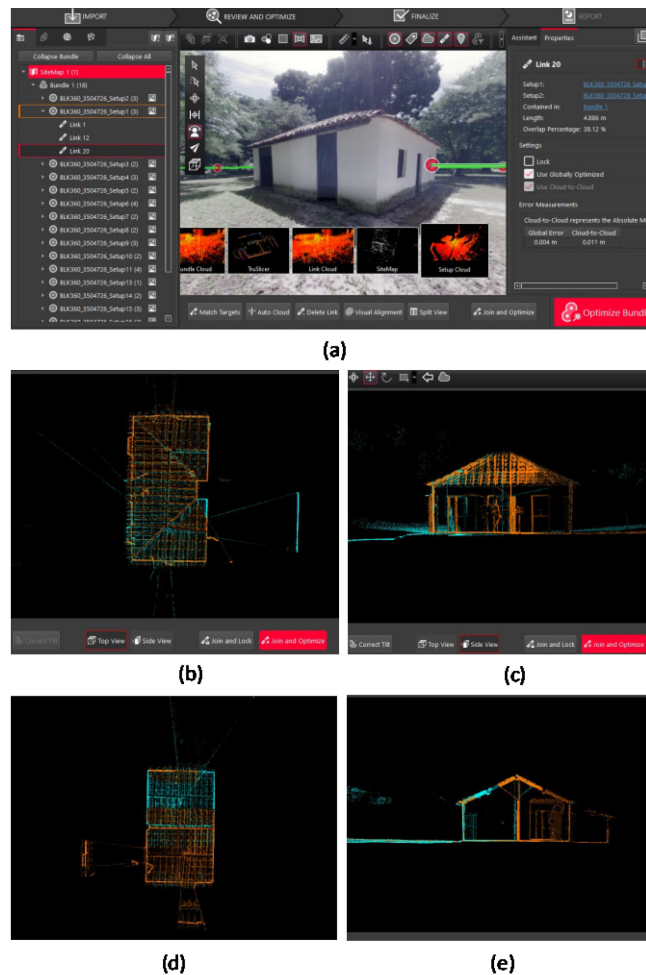 IMPORT
REVIEW AND OPTIMIZE
FINALIZE
REPORT
Collapse Bundle
Collapse All
SiteMap 1 (1)
Bundle 1 (18)
BLK360_3504726_Setup2 (3)
BLK360_3504726_Setup1 (3)
Link 1
Link 12
Link 20
BLK360_3504726_Setup3 (2)
BLK360_3504726_Setup4 (3)
BLK360_3504726_Setup5 (2)
BLK360_3504726_Setup6 (4)
BLK360_3504726_Setup7 (2)
BLK360_3504726_Setup8 (2)
BLK360_3504726_Setup9 (3)
BLK360_3504726_Setup10 (2)
BLK360_3504726_Setup11 (4)
BLK360_3504726_Setup13 (1)
BLK360_3504726_Setup14 (2)
BLK360_3504726_Setup15 (3)
undle Cloud
TruSlicer
Link Cloud
SiteMap
Setup Cloud
Match Targets
Auto Cloud
Delete Link
Visual Alignment
Split View
Join and Optimize
Assistant
Properties
Link 20
Setup1: BLK360_3504726_Setu
Setup2: BLK360_3504726_Setu
Contained in: Bundle 1
Length: 4.886 m
Overlap Percentage: 38.12 %
Settings
Lock
Use Globally Optimized
Use Cloud-to-Cloud
Error Measurements
Cloud-to-Cloud represents the Absolute M
Global Error Cloud-to-Cloud
0.004 m 0.011 m
Optimize Bundl
(a)
Correct Tilt
Top View
Side View
Join and Lock
Join and Optimize
(b)
Correct Tilt
Top View
Side View
Join and Lock
Join and Optimize
(c)
(d)
(e)